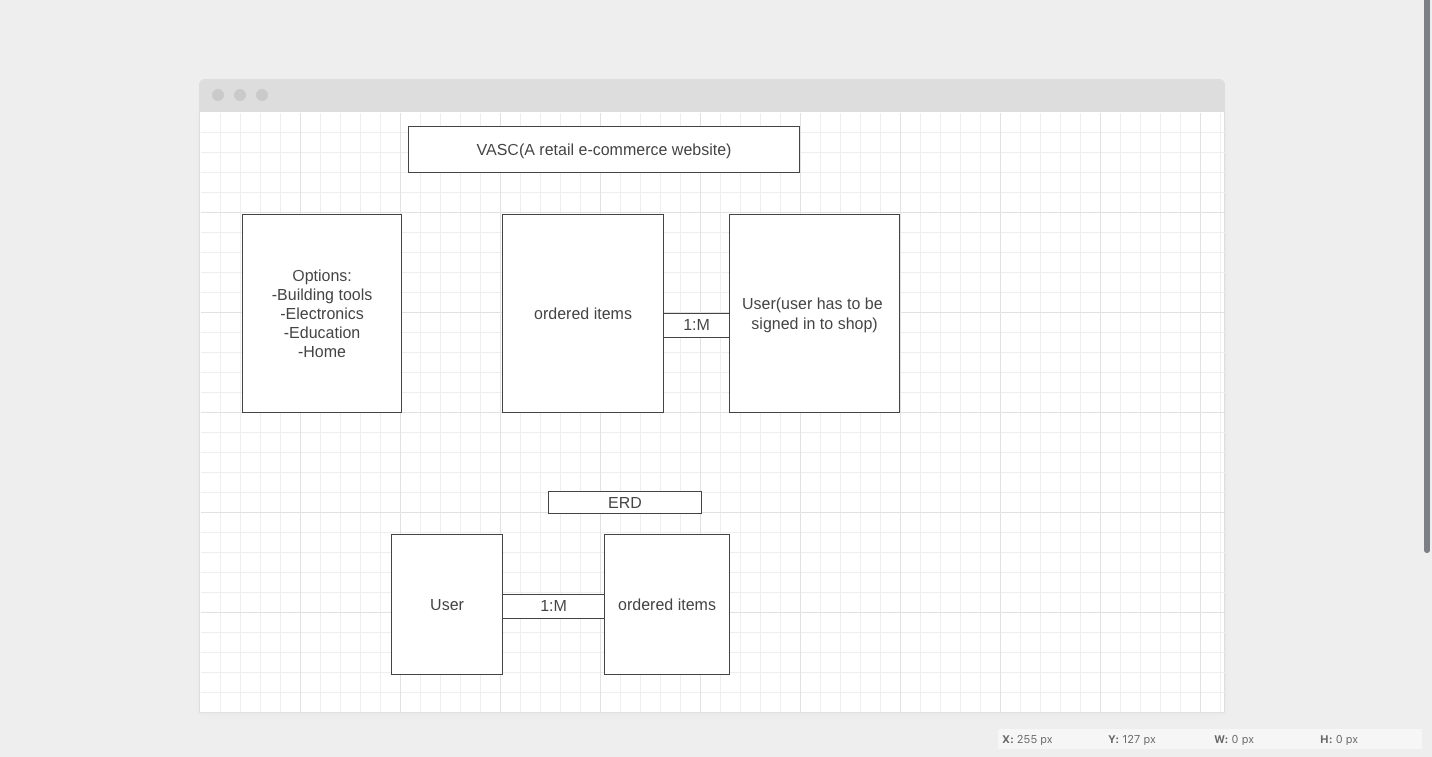 VASC(A retail e-commerce website)
Options:
-Building tools
-Electronics
-Education
-Home
ordered items
1:M
User(user has to be
signed in to shop)
ERD
User
1:M
ordered items
X: 255 px Y: 127 px W: 0 px H: 0 px